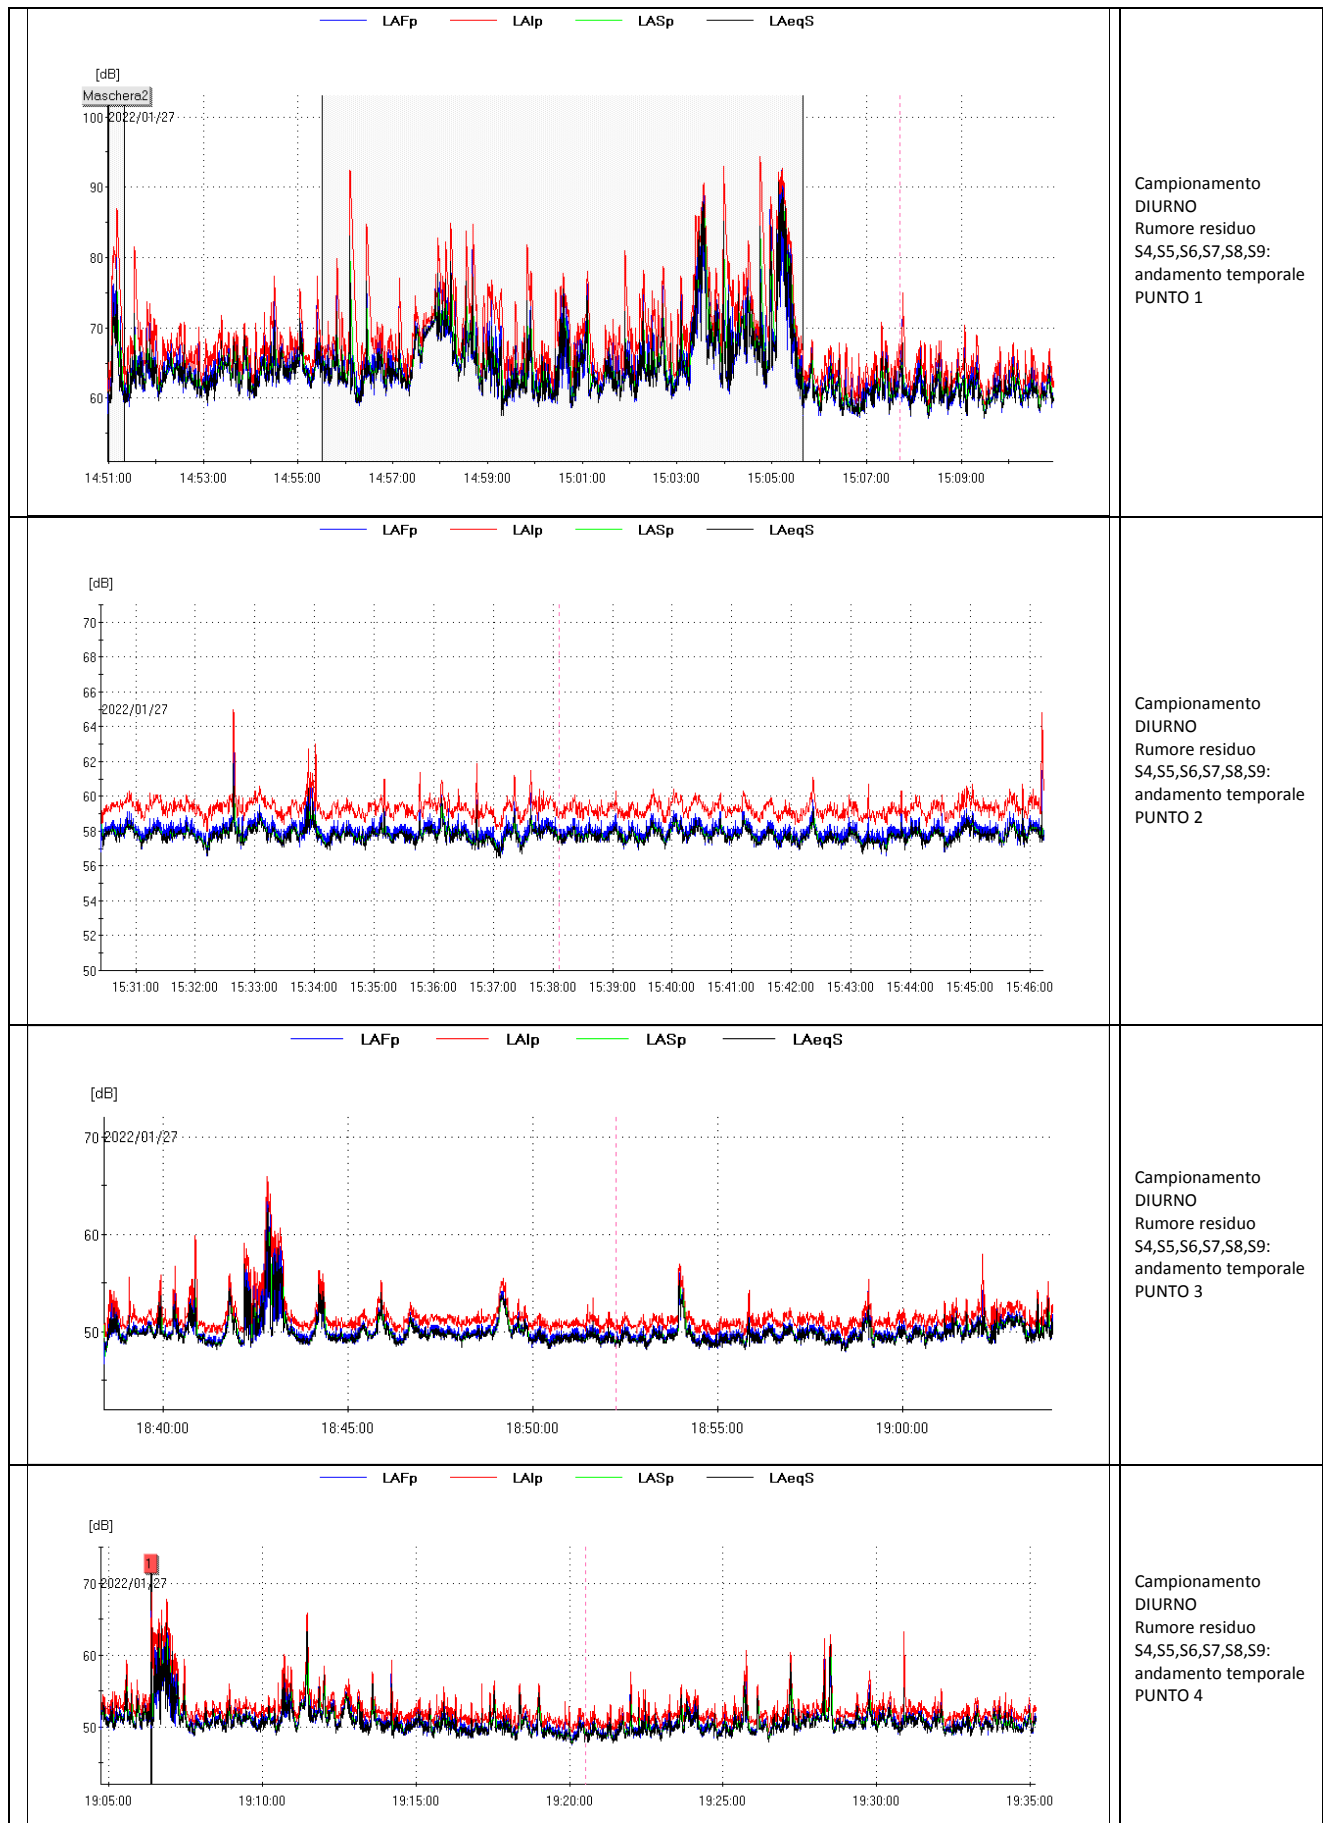 LAFp LAIp LASp LAeqS
[dB]
Maschera2
2022/01/27
100
90
80
70
60
14:51:00 14:53:00 14:55:00 14:57:00 14:59:00 15:01:00 15:03:00 15:05:00 15:07:00 15:09:00
Campionamento
DIURNO
Rumore residuo
S4,S5,S6,S7,S8,S9:
andamento temporale
PUNTO 1
LAFp LAIp LASp LAeqS
[dB]
70
68
66
2022/01/27
64
62
60
58
56
54
52
50
15:31:00 15:32:00 15:33:00 15:34:00 15:35:00 15:36:00 15:37:00 15:38:00 15:39:00 15:40:00 15:41:00 15:42:00 15:43:00 15:44:00 15:45:00 15:46:00
Campionamento
DIURNO
Rumore residuo
S4,S5,S6,S7,S8,S9:
andamento temporale
PUNTO 2
LAFp LAIp LASp LAeqS
[dB]
70 2022/01/27
60
50
18:40:00 18:45:00 18:50:00 18:55:00 19:00:00
Campionamento
DIURNO
Rumore residuo
S4,S5,S6,S7,S8,S9:
andamento temporale
PUNTO 3
LAFp LAIp LASp LAeqS
[dB]
1
70 2022/01/27
60
50
19:05:00 19:10:00 19:15:00 19:20:00 19:25:00 19:30:00 19:35:00
Campionamento
DIURNO
Rumore residuo
S4,S5,S6,S7,S8,S9:
andamento temporale
PUNTO 4